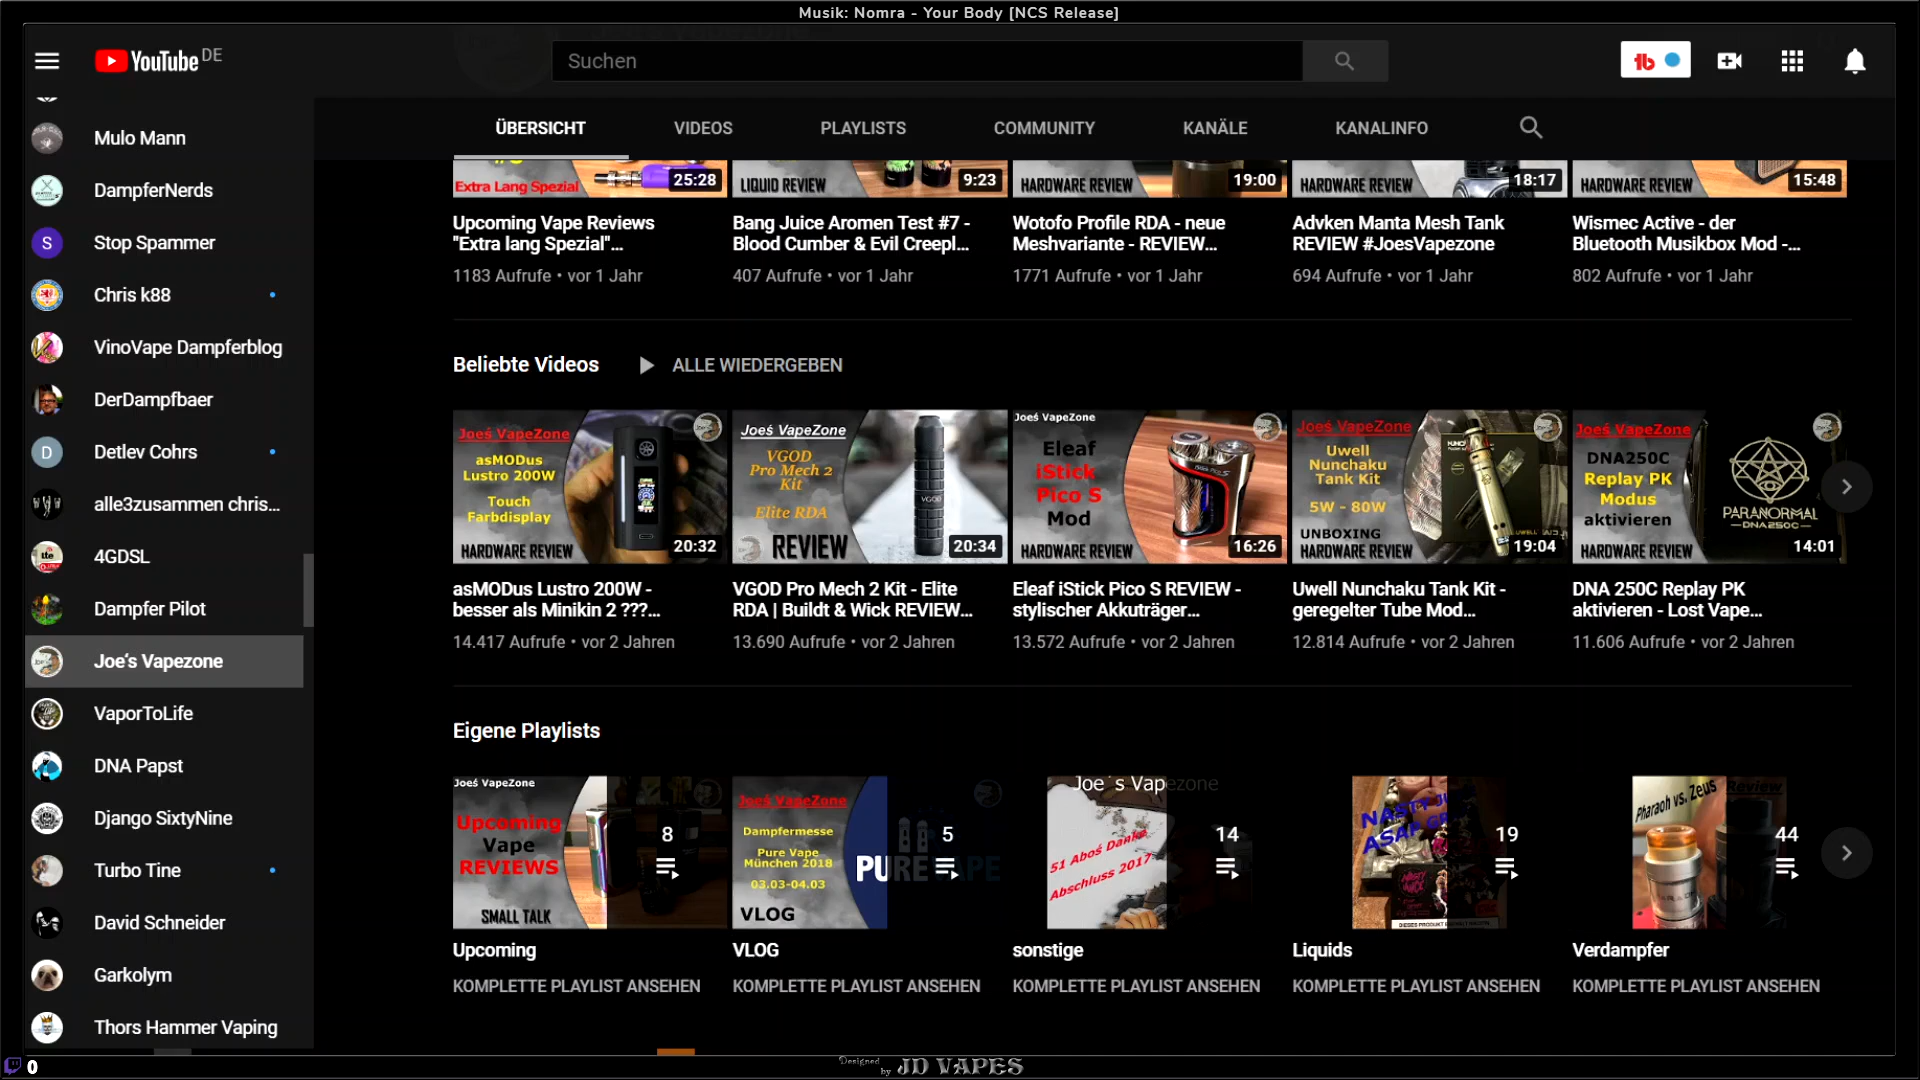 Musik: Nomra - Your Body [NCS Release]
YouTube DE
Suchen
Mulo Mann
DampferNerds
S
Stop Spammer
Chris k88
VinoVape Dampferblog
DerDampfbaer
D
Detlev Cohrs
alle3zusammen chris...
4GDSL
Dampfer Pilot
Joe‘s Vapezone
VaporToLife
DNA Papst
Django SixtyNine
Turbo Tine
David Schneider
Garkolym
Thors Hammer Vaping
ÜBERSICHT
VIDEOS
PLAYLISTS
COMMUNITY
KANÄLE
KANALINFO
Extra Lang Spezial
25:28
LIQUID REVIEW
9:23
HARDWARE REVIEW
19:00
HARDWARE REVIEW
18:17
HARDWARE REVIEW
15:48
Upcoming Vape Reviews
"Extra lang Spezial"...
1183 Aufrufe • vor 1 Jahr
Bang Juice Aromen Test #7 -
Blood Cumber & Evil Creepl...
407 Aufrufe • vor 1 Jahr
Wotofo Profile RDA - neue
Meshvariante - REVIEW...
1771 Aufrufe • vor 1 Jahr
Advken Manta Mesh Tank
REVIEW #JoesVapezone
694 Aufrufe • vor 1 Jahr
Wismec Active - der
Bluetooth Musikbox Mod -...
802 Aufrufe • vor 1 Jahr
Beliebte Videos
ALLE WIEDERGEBEN
Joeś VapeZone
asMODus
Lustro 200W
Touch
Farbdisplay
HARDWARE REVIEW
20:32
Joeś VapeZone
VGOD
Pro Mech 2
Kit
Elite RDA
REVIEW
VGOD
20:34
Joeś VapeZone
Eleaf
iStick
Pico S
Mod
HARDWARE REVIEW
16:26
Joeś VapeZone
Uwell
Nunchaku
Tank Kit
5W - 80W
UNBOXING
HARDWARE REVIEW
19:04
Joeś VapeZone
DNA250C
Replay PK
Modus
aktivieren
HARDWARE REVIEW
PARANORMAL
DNA250C
14:01
asMODus Lustro 200W -
besser als Minikin 2 ???...
14.417 Aufrufe • vor 2 Jahren
VGOD Pro Mech 2 Kit - Elite
RDA | Buildt & Wick REVIEW...
13.690 Aufrufe • vor 2 Jahren
Eleaf iStick Pico S REVIEW -
stylischer Akkuträger...
13.572 Aufrufe • vor 2 Jahren
Uwell Nunchaku Tank Kit -
geregelter Tube Mod...
12.814 Aufrufe • vor 2 Jahren
DNA 250C Replay PK
aktivieren - Lost Vape...
11.606 Aufrufe • vor 2 Jahren
Eigene Playlists
Joeś VapeZone
Upcoming
Vape
REVIEWS
SMALL TALK
8
Joeś VapeZone
Dampfermesse
Pure Vape
München 2018
03.03-04.03
VLOG
PURE VAPE
5
Joe´s Vapezone
51 Aboś Danke
Abschluss 2017
14
NASTY
ASAP
19
Pharaoh vs. Zeus
Review
44
Upcoming
KOMPLETTE PLAYLIST ANSEHEN
VLOG
KOMPLETTE PLAYLIST ANSEHEN
sonstige
KOMPLETTE PLAYLIST ANSEHEN
Liquids
KOMPLETTE PLAYLIST ANSEHEN
Verdampfer
KOMPLETTE PLAYLIST ANSEHEN
0
Designed
by JD VAPES